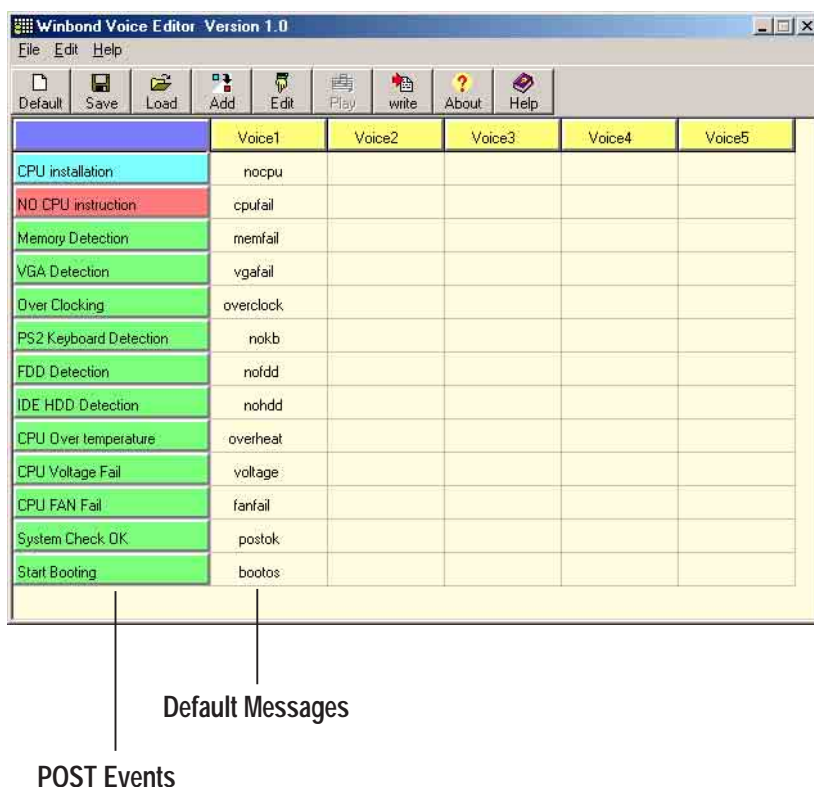 Winbond Voice Editor Version 1.0
File Edit Help
Default Save Load Add Edit Play write About Help
Voice1 Voice2 Voice3 Voice4 Voice5
CPU installation nocpu
NO CPU instruction cpufail
Memory Detection memfail
VGA Detection vgafail
Over Clocking overclock
PS2 Keyboard Detection nokb
FDD Detection nofdd
IDE HDD Detection nohdd
CPU Over temperature overheat
CPU Voltage Fail voltage
CPU FAN Fail fanfail
System Check OK postok
Start Booting bootos
Default Messages
POST Events